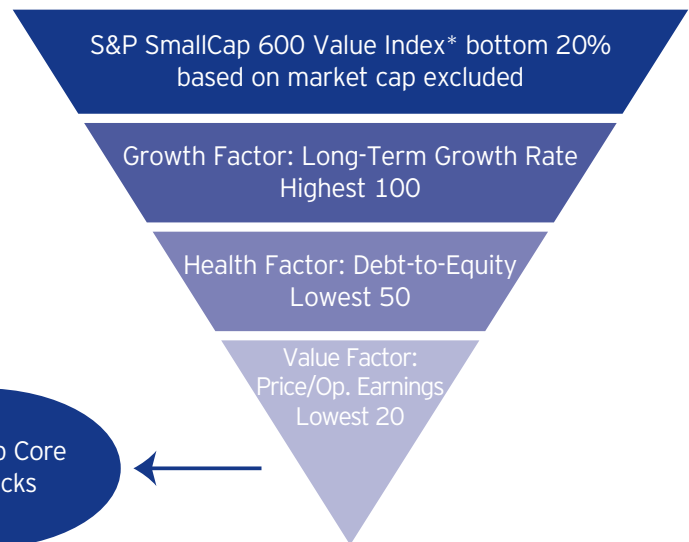 S&P SmallCap 600 Value Index* bottom 20%
based on market cap excluded
Growth Factor: Long-Term Growth Rate
Highest 100
Health Factor: Debt-to-Equity
Lowest 50
Value Factor:
Price/Op. Earnings
Lowest 20
Core